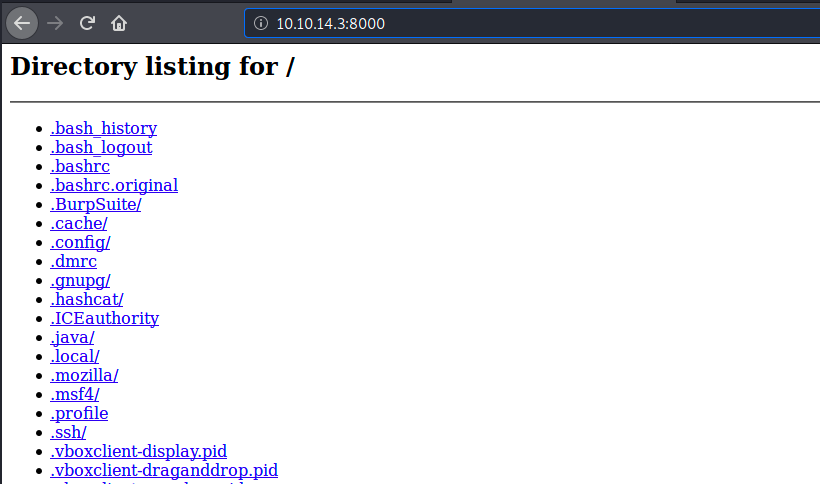 10.10.14.3:8000
Directory listing for /
.bash_history
.bash_logout
.bashrc
.bashrc.original
.BurpSuite/
.cache/
.config/
.dmrc
.gnupg/
.hashcat/
.ICEauthority
.java/
.local/
.mozilla/
.msf4/
.profile
.ssh/
.vboxclient-display.pid
.vboxclient-draganddrop.pid